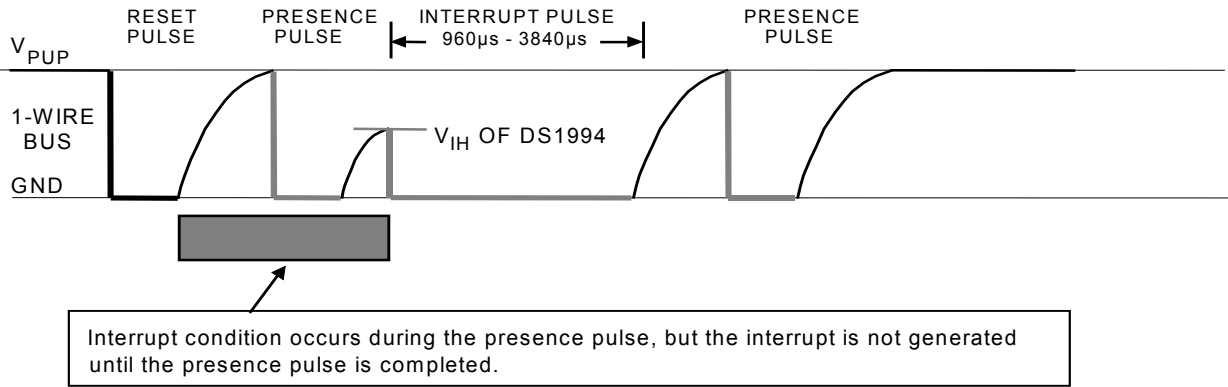 RESET PULSE
PRESENCE PULSE
INTERRUPT PULSE
960µs - 3840µs
PRESENCE PULSE
VPUP
1-WIRE BUS
VIH OF DS1994
GND
Interrupt condition occurs during the presence pulse, but the interrupt is not generated
until the presence pulse is completed.